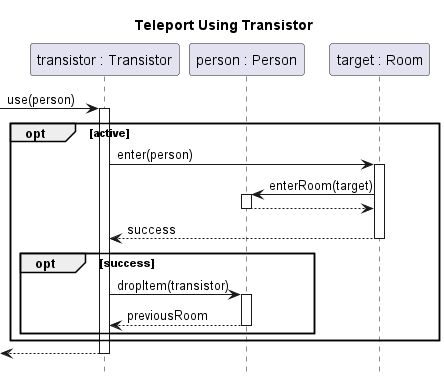 Teleport Using Transistor
transistor : Transistor
person : Person
target : Room
use(person)
opt
[active]
enter(person)
enterRoom(target)
success
opt
[success]
dropItem(transistor)
previousRoom